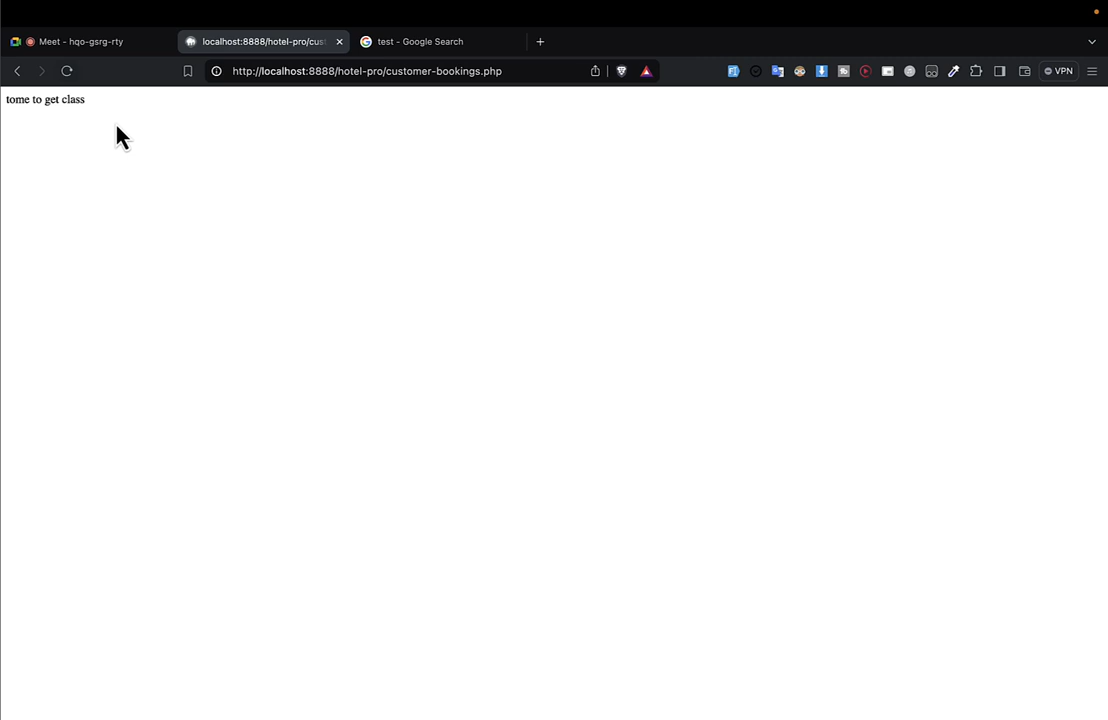 Meet - hqo-gsrg-rty
localhost:8888/hotel-pro/cus
test - Google Search
http://localhost:8888/hotel-pro/customer-bookings.php
VPN
tome to get class